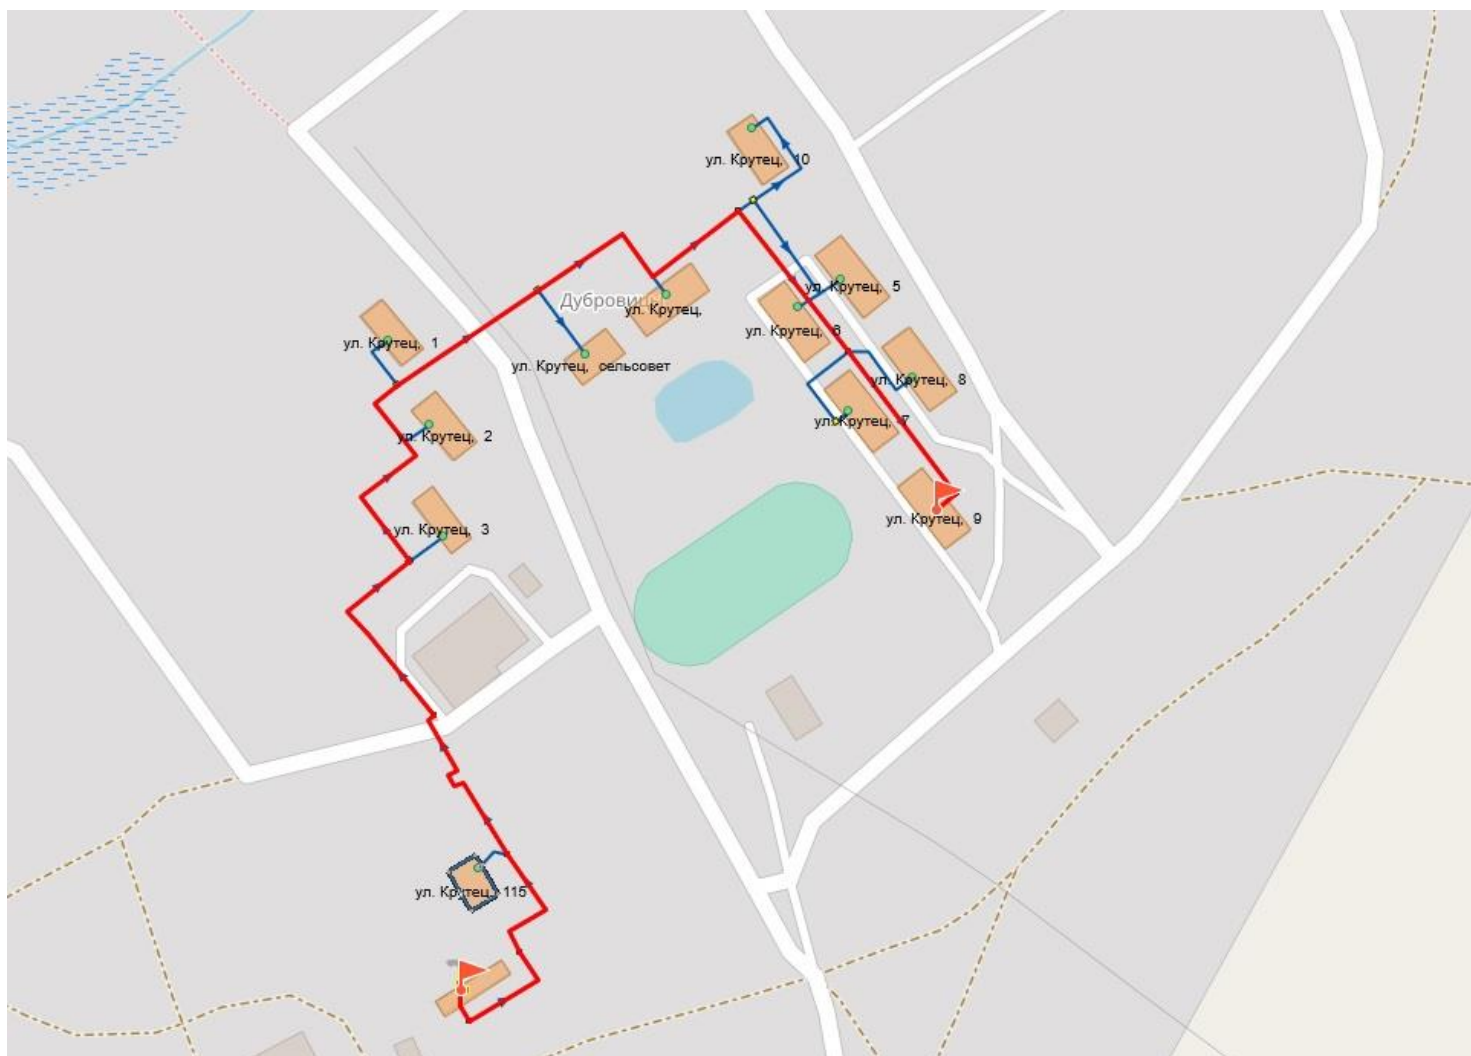 ул. Крутец, 10
ул. Крутец, 5
Дубровицы
ул. Крутец,
ул. Крутец, 6
ул. Крутец, 1
ул. Крутец, сельсовет
ул. Крутец, 8
ул. Крутец, 7
ул. Крутец, 2
ул. Крутец, 9
ул. Крутец, 3
ул. Крутец, 115